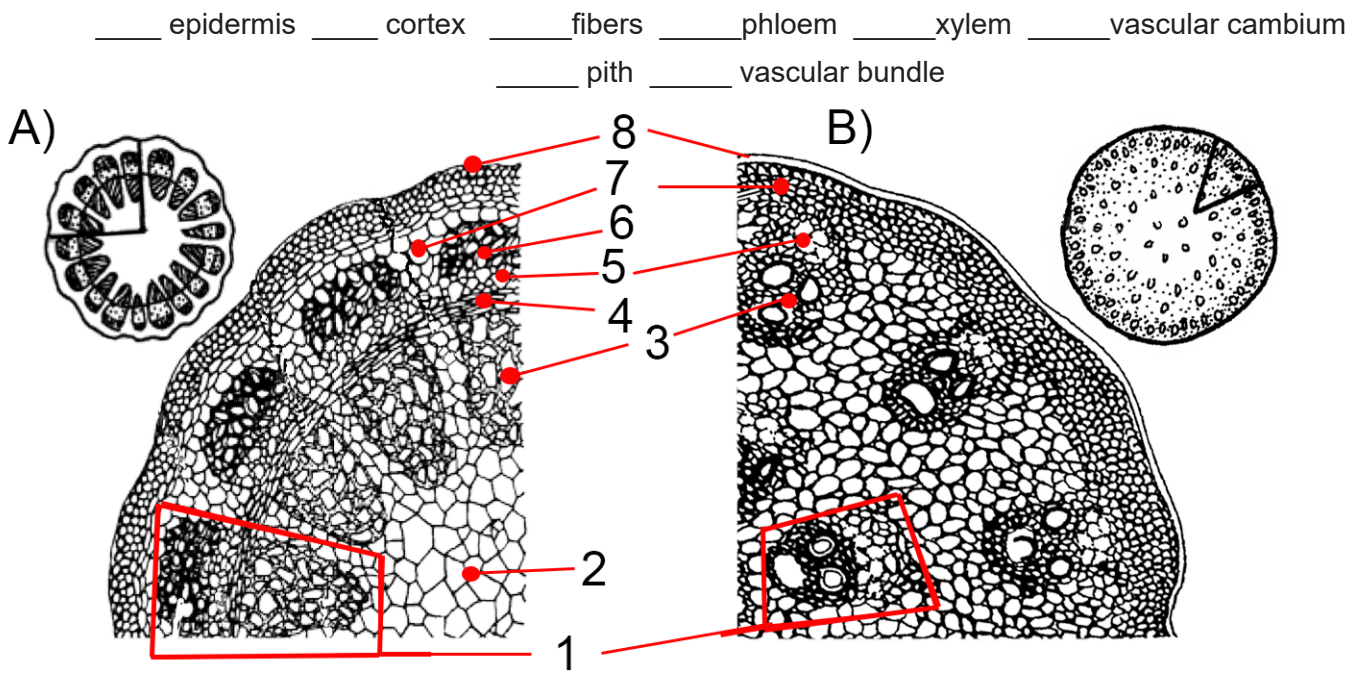 ____ epidermis ____ cortex _____fibers _____phloem _____xylem _____vascular cambium
_____ pith _____ vascular bundle
A) B)
8
7
6
5
4
3
2
1